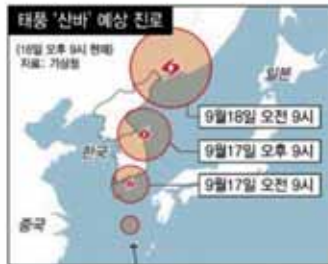 태풍 '산바' 예상 진로
(16일 오후 9시 현재)
자료: 기상청
일본
9월18일 오전 9시
9월17일 오후 9시
한국
9월17일 오전 9시
중국